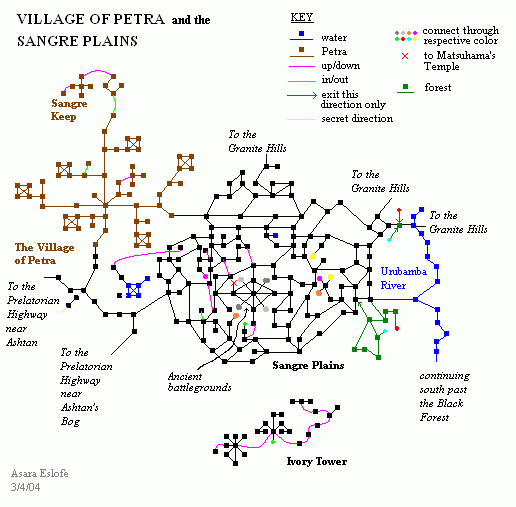 VILLAGE OF PETRA and the
SANGRE PLAINS
KEY
water
Petra
up/down
in/out
exit this
direction only
secret direction
connect through
respective color
to Matsuhama's
Temple
forest
Sangre
Keep
To the
Granite Hills
To the
Granite Hills
To the
Granite Hills
The Village
of Petra
Urubamba
River
To the
Prelatorian
Highway
near
Ashtan
To the
Prelatorian
Highway
near
Ashtan's
Bog
Ancient
battlegrounds
Sangre Plains
continuing
south past
the Black
Forest
Ivory Tower
Asara Eslofe
3/4/04